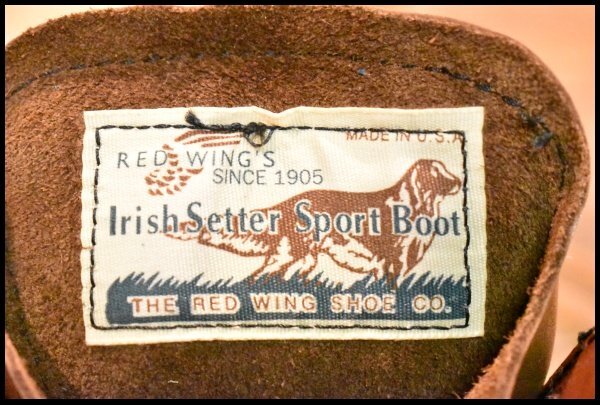 MADE IN U.S.A
RED WING'S
SINCE 1905
Irish Setter Sport Boot
THE RED WING SHOE CO.